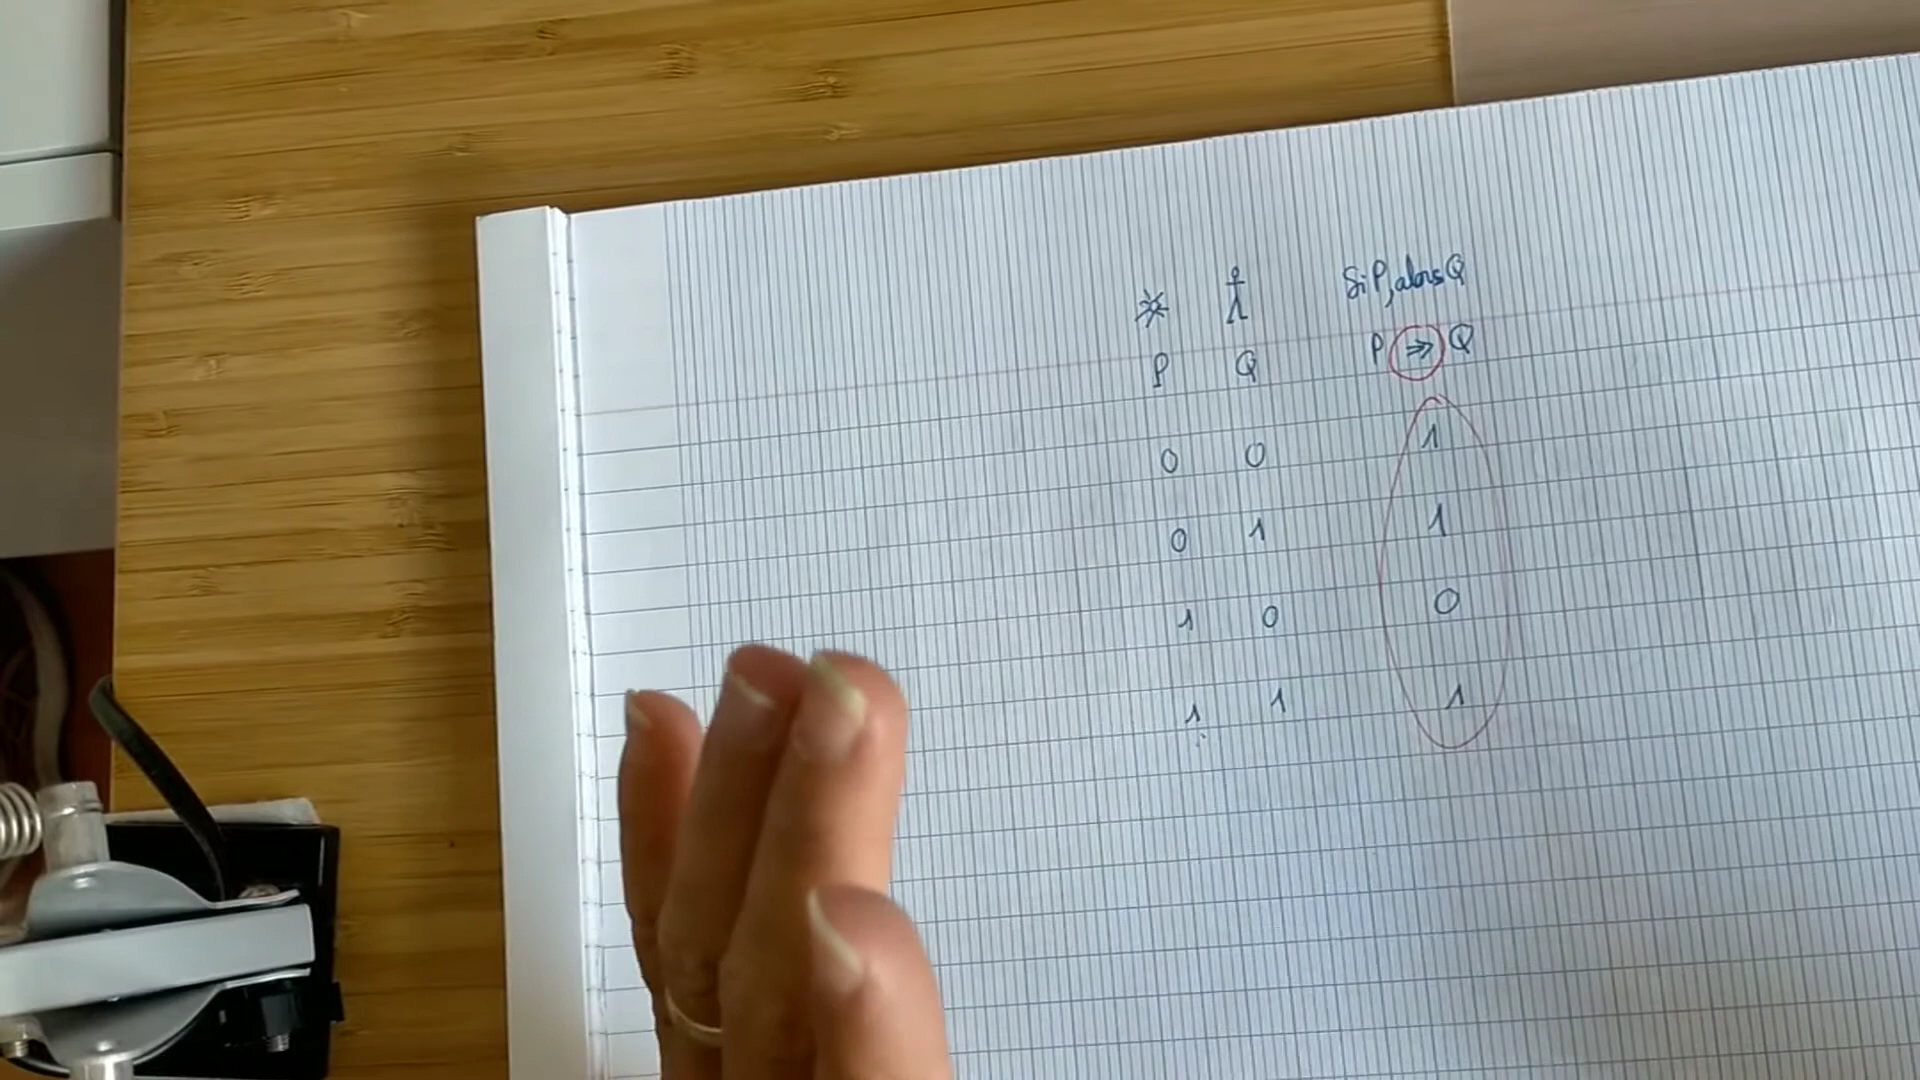 Si P, alors Q
P Q P ⇒ Q
0 0 1
0 1 1
1 0 0
1 1 1